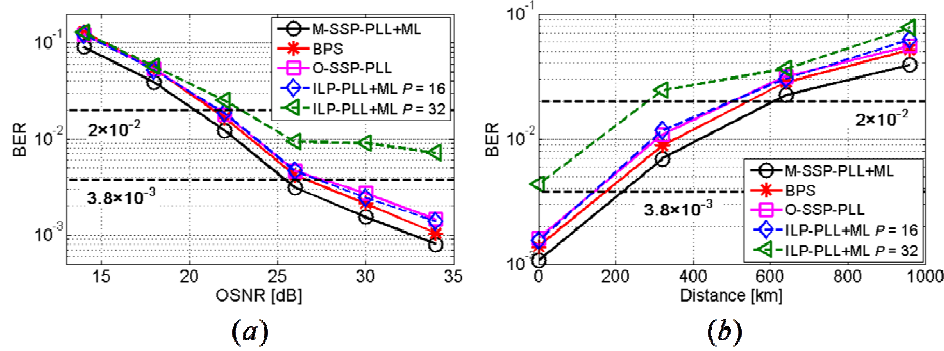 10^-1
10^-2
10^-3
BER
15
20
25
30
35
OSNR [dB]
2×10^-2
3.8×10^-3
M-SSP-PLL+ML
BPS
O-SSP-PLL
ILP-PLL+ML P = 16
ILP-PLL+ML P = 32
(a)
10^-1
10^-2
10^-3
BER
0
200
400
600
800
1000
Distance [km]
2×10^-2
3.8×10^-3
M-SSP-PLL+ML
BPS
O-SSP-PLL
ILP-PLL+ML P = 16
ILP-PLL+ML P = 32
(b)